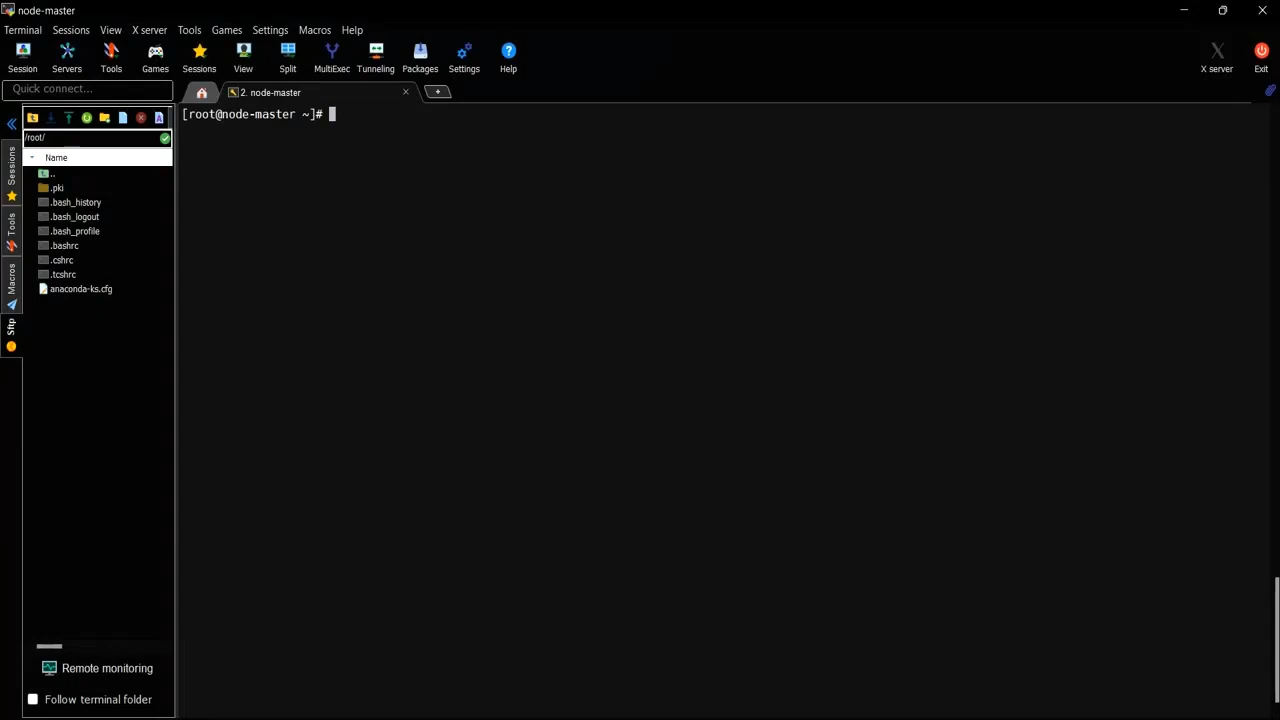 node-master
Terminal Sessions View X server Tools Games Settings Macros Help
Session Servers Tools Games Sessions View Split MultiExec Tunneling Packages Settings Help X server Exit
Quick connect...
2. node-master
[root@node-master ~]#
/root/
Name
..
.pki
.bash_history
.bash_logout
.bash_profile
.bashrc
.cshrc
.tcshrc
anaconda-ks.cfg
Sessions
Tools
Macros
Sftp
Remote monitoring
Follow terminal folder